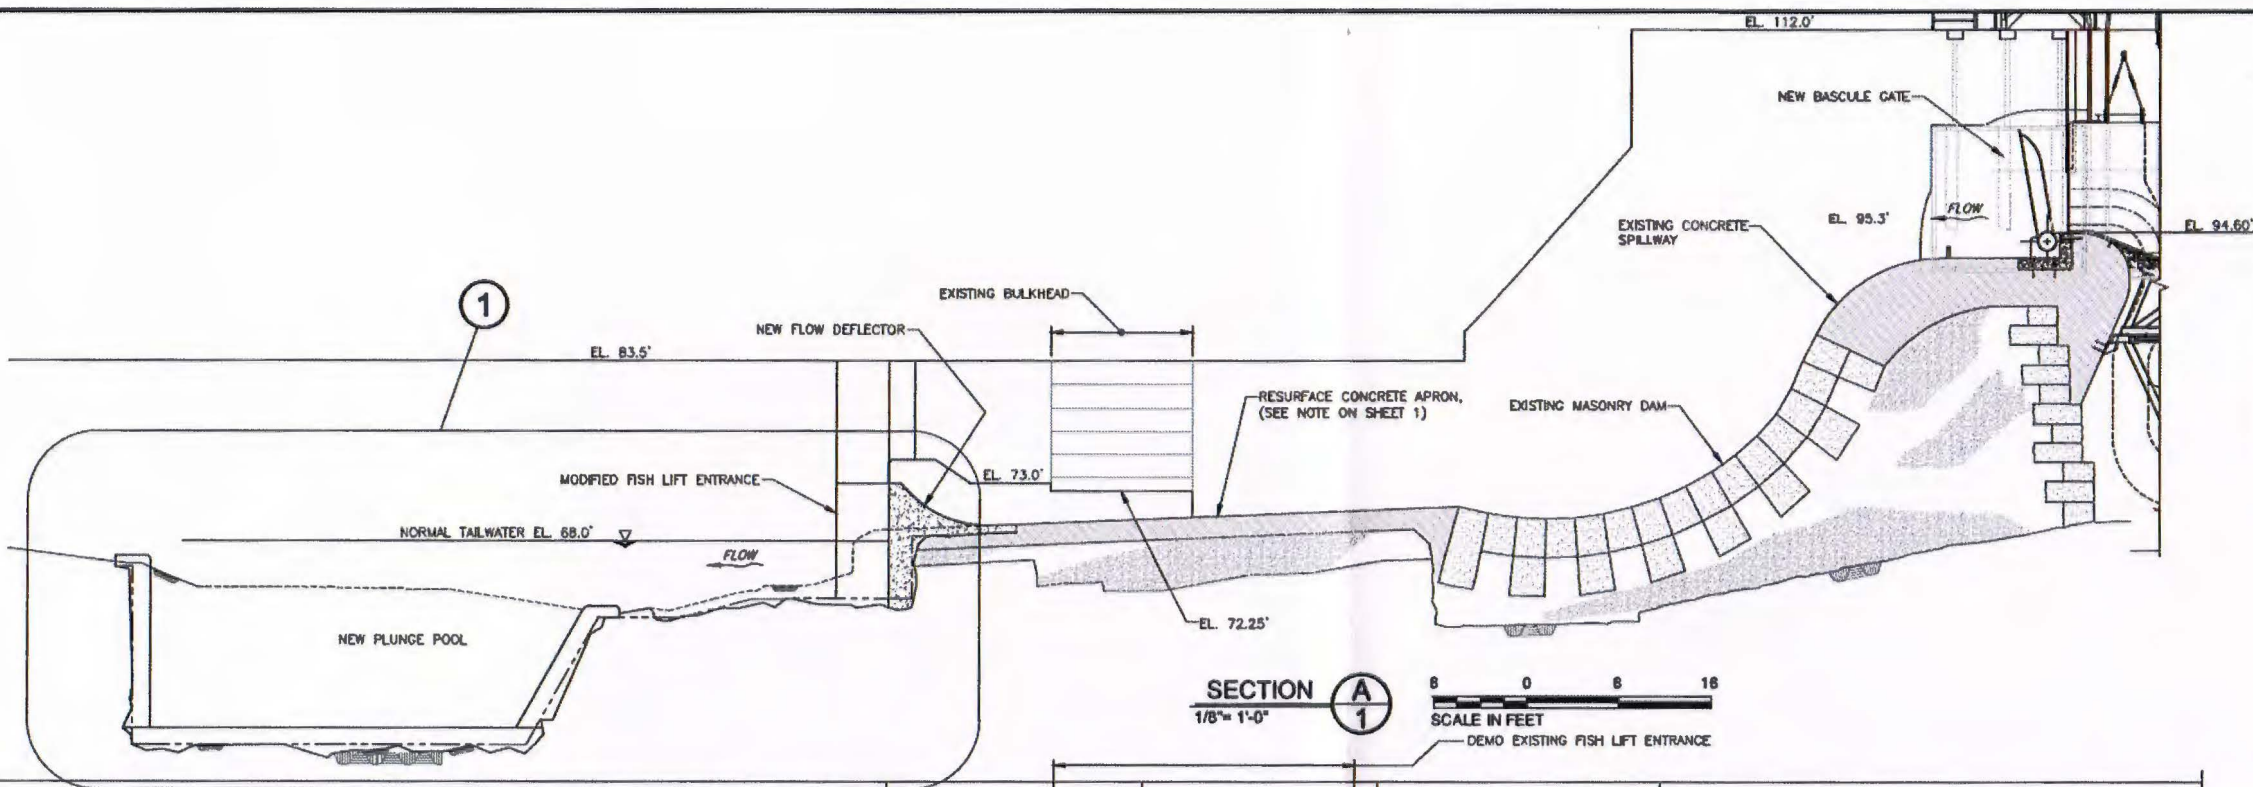 EL. 112.0'
NEW BASCULE GATE
EL. 95.3'
FLOW
EXISTING CONCRETE
SPILLWAY
EL. 94.60'
1
EXISTING BULKHEAD
NEW FLOW DEFLECTOR
EL. 83.5'
RESURFACE CONCRETE APRON,
(SEE NOTE ON SHEET 1)
EXISTING MASONRY DAM
MODIFIED FISH LIFT ENTRANCE
EL. 73.0'
NORMAL TAILWATER EL. 68.0'
FLOW
NEW PLUNGE POOL
EL. 72.25'
SECTION
1/8"= 1'-0"
A
1
8 0 8 16
SCALE IN FEET
DEMO EXISTING FISH LIFT ENTRANCE